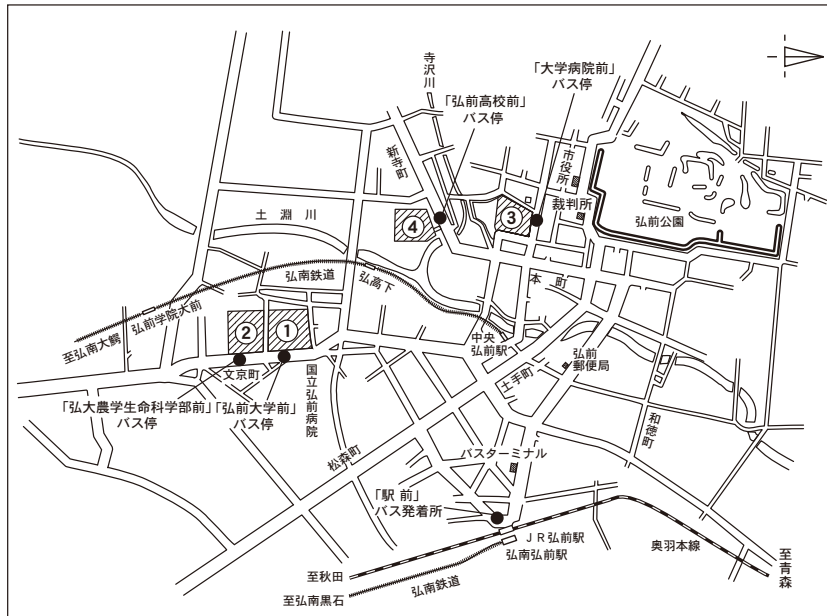 寺沢川
「大学病院前」
バス停
「弘前高校前」
バス停
新寺町
市役所
裁判所
弘前公園
③
④
土淵川
弘南鉄道
弘高下
本町
弘前学院大前
至弘南大鰐
②
①
中央
弘前駅
弘前
郵便局
文京町
国立弘前病院
土手町
和徳町
「弘大農学生命科学部前」
バス停
「弘前大学前」
バス停
松森町
バスターミナル
「駅前」
バス発着所
JR弘前駅
弘南弘前駅
奥羽本線
至青森
至秋田
弘南鉄道
至弘南黒石